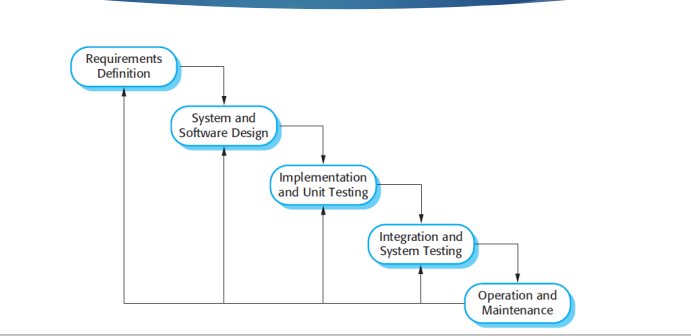 Requirements
Definition
System and
Software Design
Implementation
and Unit Testing
Integration and
System Testing
Operation and
Maintenance